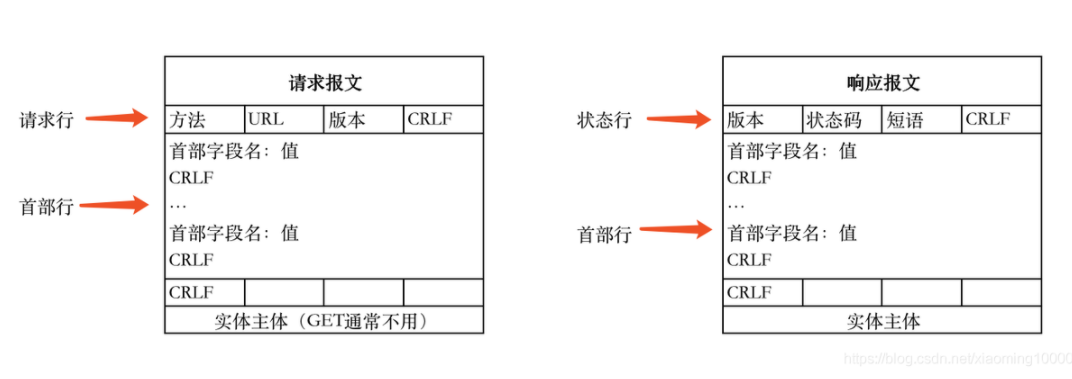 请求报文
请求行
方法 URL 版本 CRLF
首部字段名：值
CRLF
首部行
…
首部字段名：值
CRLF
CRLF
实体主体（GET通常不用）
响应报文
状态行
版本 状态码 短语 CRLF
首部字段名：值
CRLF
…
首部行
首部字段名：值
CRLF
CRLF
实体主体
https://blog.csdn.net/xiaoming10000